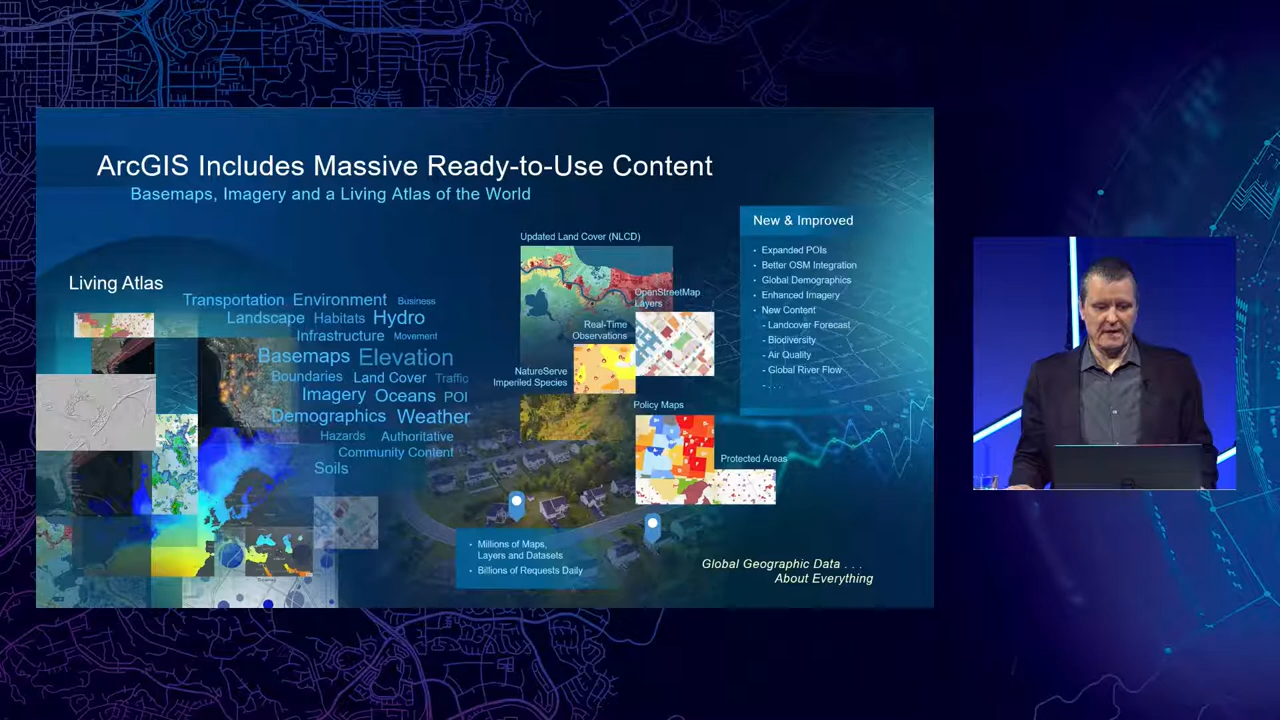 ArcGIS Includes Massive Ready-to-Use Content
Basemaps, Imagery and a Living Atlas of the World
Living Atlas
Transportation Environment Business
Landscape Habitats Hydro
Infrastructure Movement
Basemaps Elevation
Boundaries Land Cover Traffic
Imagery Oceans POI
Demographics Weather
Hazards Authoritative
Community Content
Soils
Updated Land Cover (NLCD)
OpenStreetMap
Layers
Real-Time
Observations
NatureServe
Imperiled Species
Policy Maps
Protected Areas
• Millions of Maps,
Layers and Datasets
• Billions of Requests Daily
New & Improved
• Expanded POIs
• Better OSM Integration
• Global Demographics
• Enhanced Imagery
• New Content
- Landcover Forecast
- Biodiversity
- Air Quality
- Global River Flow
- . . .
Global Geographic Data . . .
About Everything